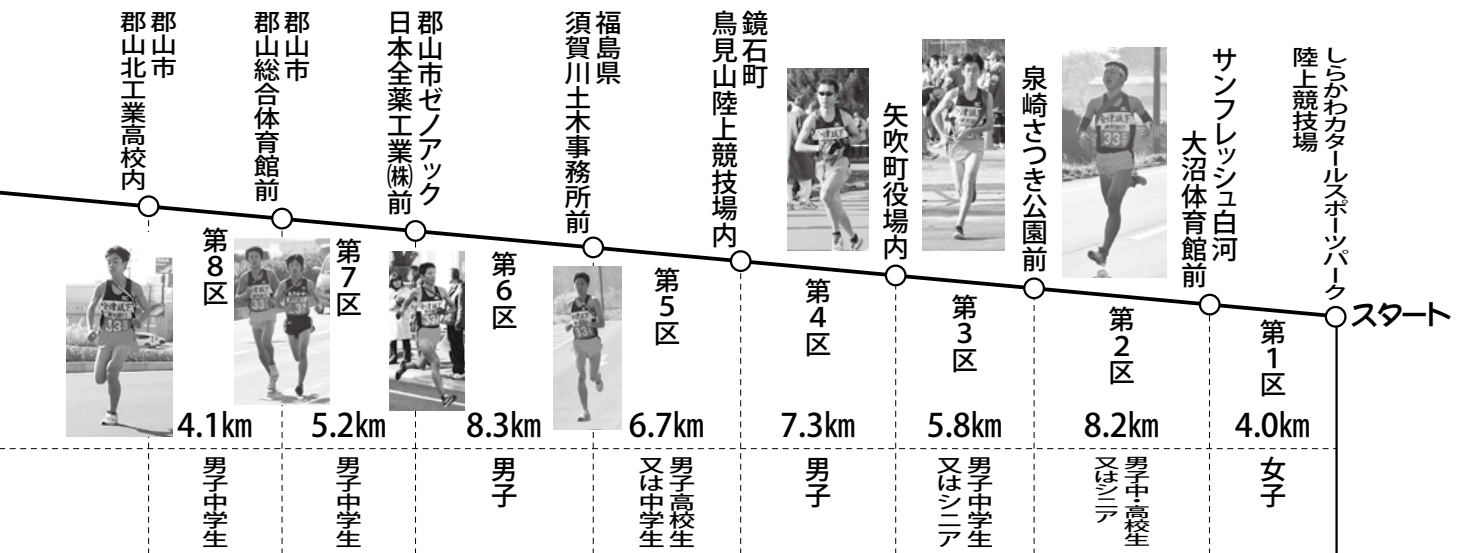 しらかわカタールスポーツパーク
陸上競技場
サンフレッシュ白河
大沼体育館前
泉崎さつき公園前
矢吹町役場内
鏡石町
鳥見山陸上競技場内
福島県
須賀川土木事務所前
郡山市ゼノアック
日本全薬工業㈱前
郡山市
郡山総合体育館前
郡山市
郡山北工業高校内
スタート
第1区
第2区
第3区
第4区
第5区
第6区
第7区
第8区
4.0km
8.2km
5.8km
7.3km
6.7km
8.3km
5.2km
4.1km
女子
男子中・高校生
又はシニア
男子中学生
又はシニア
男子
男子高校生
又は中学生
男子
男子中学生
男子中学生